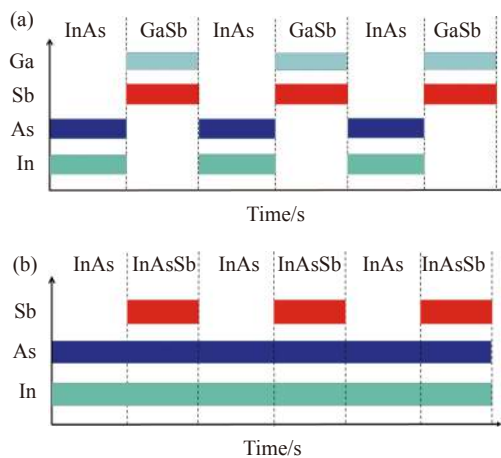 (a)
InAs GaSb InAs GaSb InAs GaSb
Ga
Sb
As
In
Time/s
(b)
InAs InAsSb InAs InAsSb InAs InAsSb
Sb
As
In
Time/s